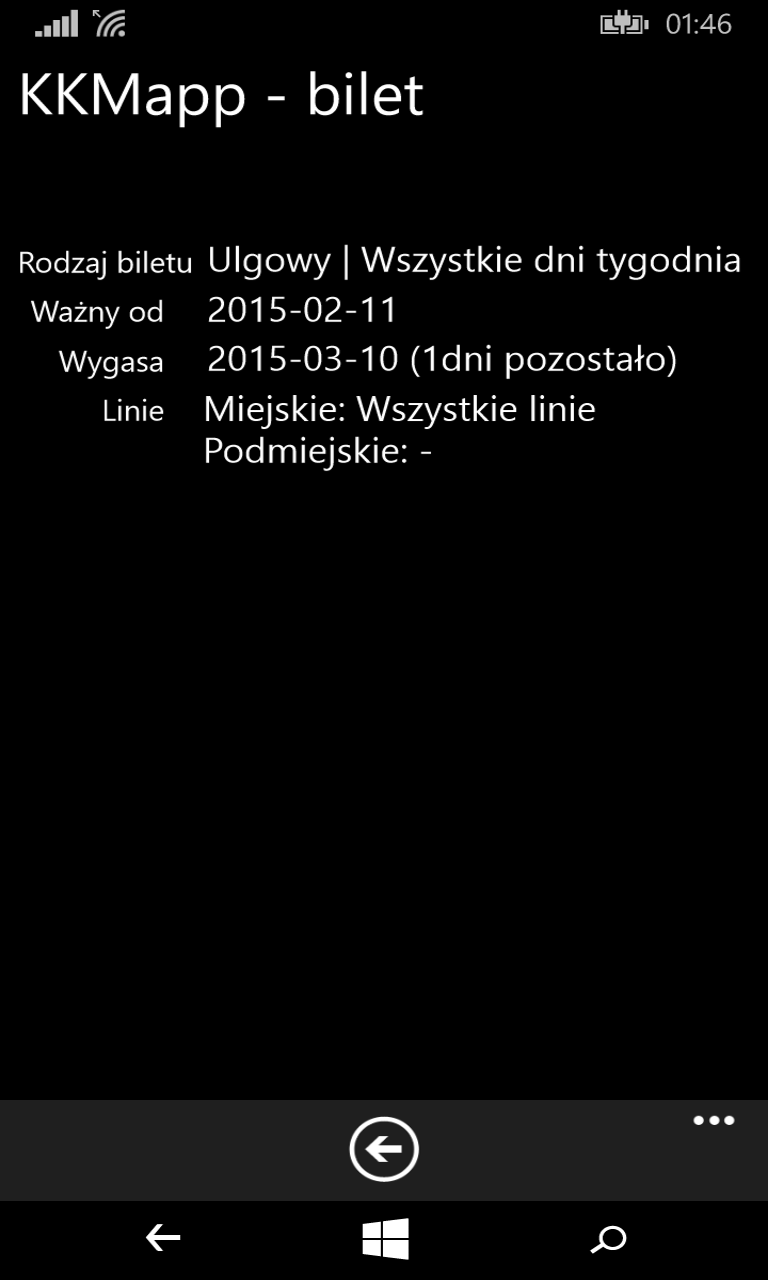 01:46
KKMapp - bilet
Rodzaj biletu Ulgowy | Wszystkie dni tygodnia
Ważny od 2015-02-11
Wygasa 2015-03-10 (1dni pozostało)
Linie Miejskie: Wszystkie linie
Podmiejskie: -